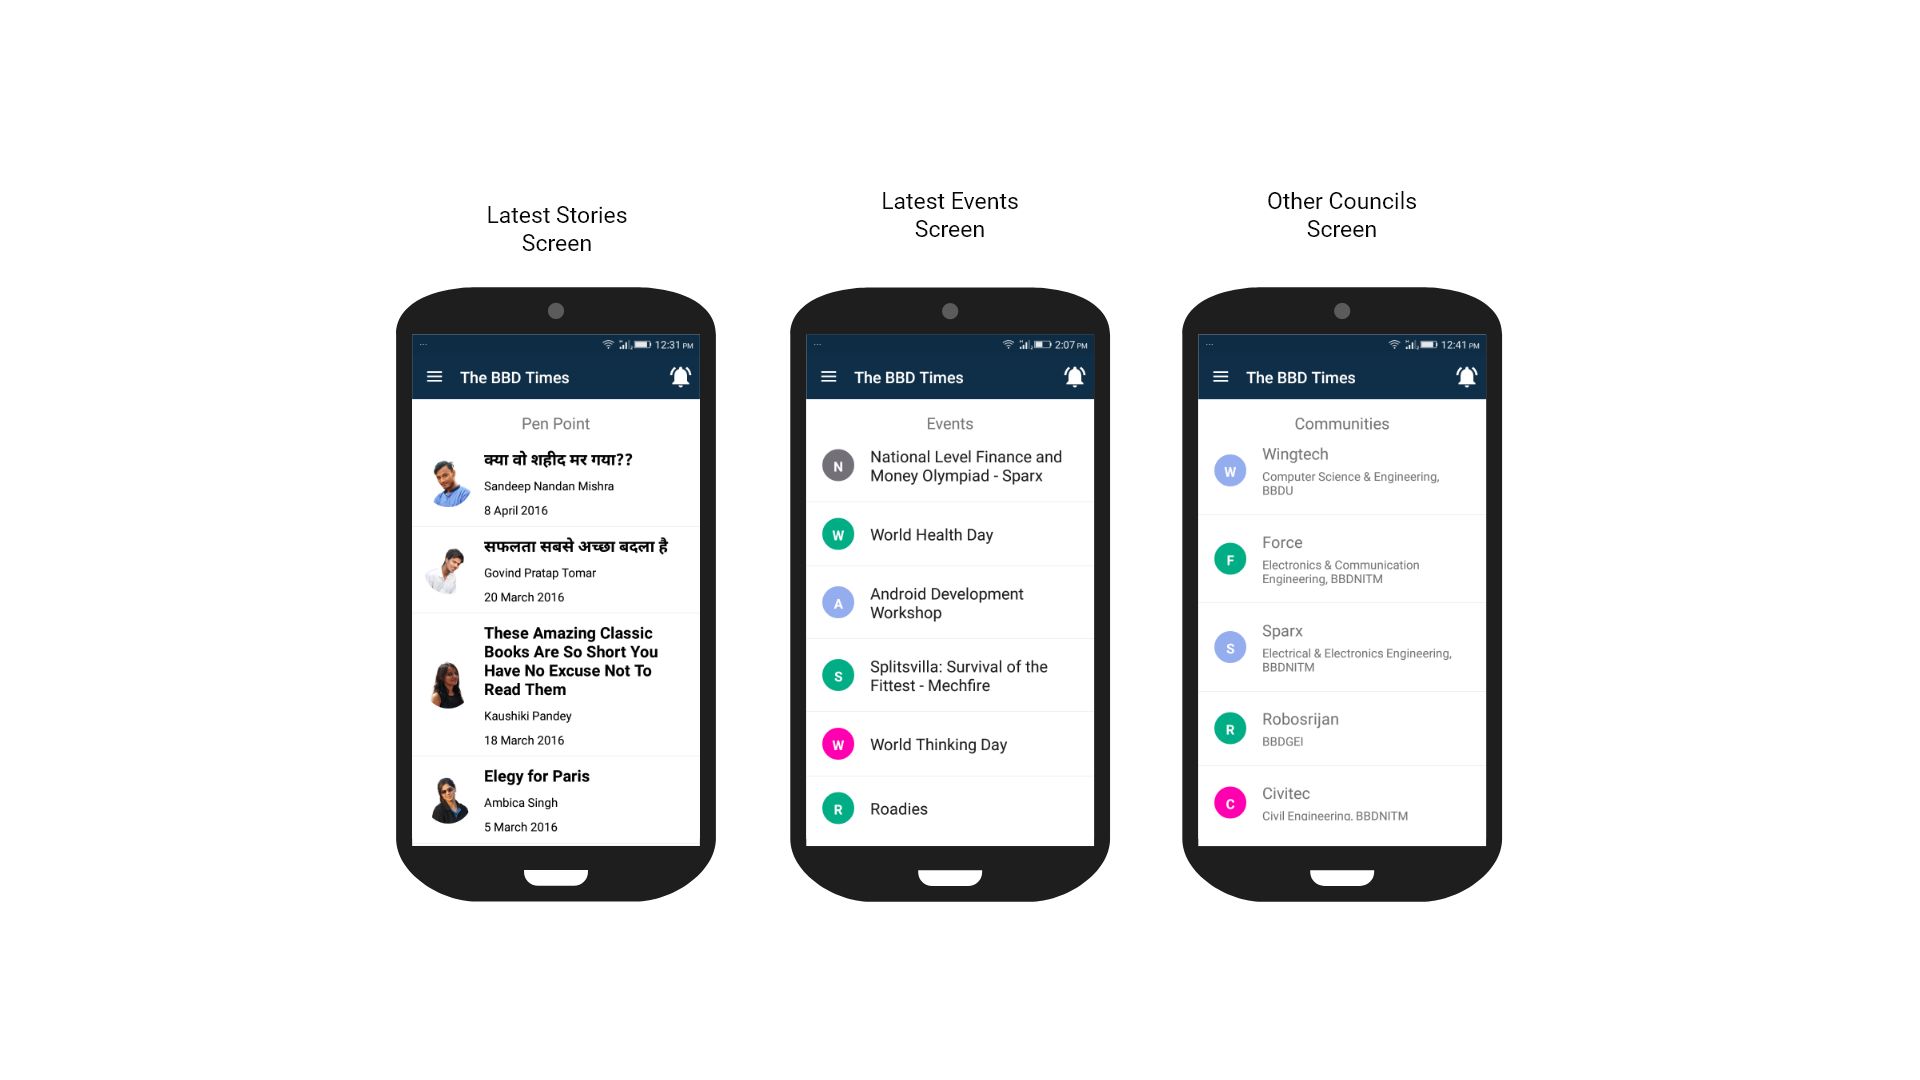 Latest Stories
Screen
12:31 PM
The BBD Times
Pen Point
क्या वो शहीद मर गया??
Sandeep Nandan Mishra
8 April 2016
सफलता सबसे अच्छा बदला है
Govind Pratap Tomar
20 March 2016
These Amazing Classic
Books Are So Short You
Have No Excuse Not To
Read Them
Kaushiki Pandey
18 March 2016
Elegy for Paris
Ambica Singh
5 March 2016
Latest Events
Screen
2:07 PM
The BBD Times
Events
N
National Level Finance and
Money Olympiad - Sparx
W
World Health Day
A
Android Development
Workshop
S
Splitsvilla: Survival of the
Fittest - Mechfire
W
World Thinking Day
R
Roadies
Other Councils
Screen
12:41 PM
The BBD Times
Communities
W
Wingtech
Computer Science & Engineering,
BBDU
F
Force
Electronics & Communication
Engineering, BBDNITM
S
Sparx
Electrical & Electronics Engineering,
BBDNITM
R
Robosrijan
BBDGEI
C
Civitec
Civil Engineering, BBDNITM